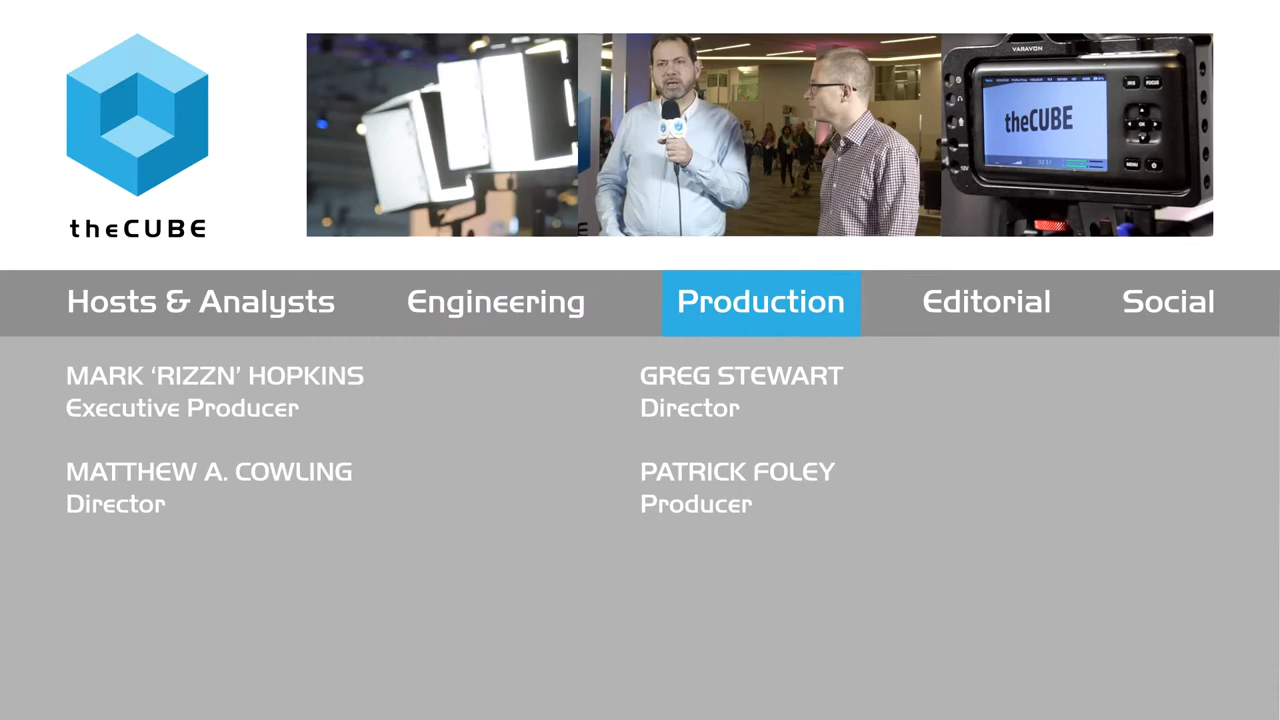 theCUBE
VARAVON
theCUBE
Hosts & Analysts
Engineering
Production
Editorial
Social
MARK ‘RIZZN’ HOPKINS
Executive Producer
GREG STEWART
Director
MATTHEW A. COWLING
Director
PATRICK FOLEY
Producer